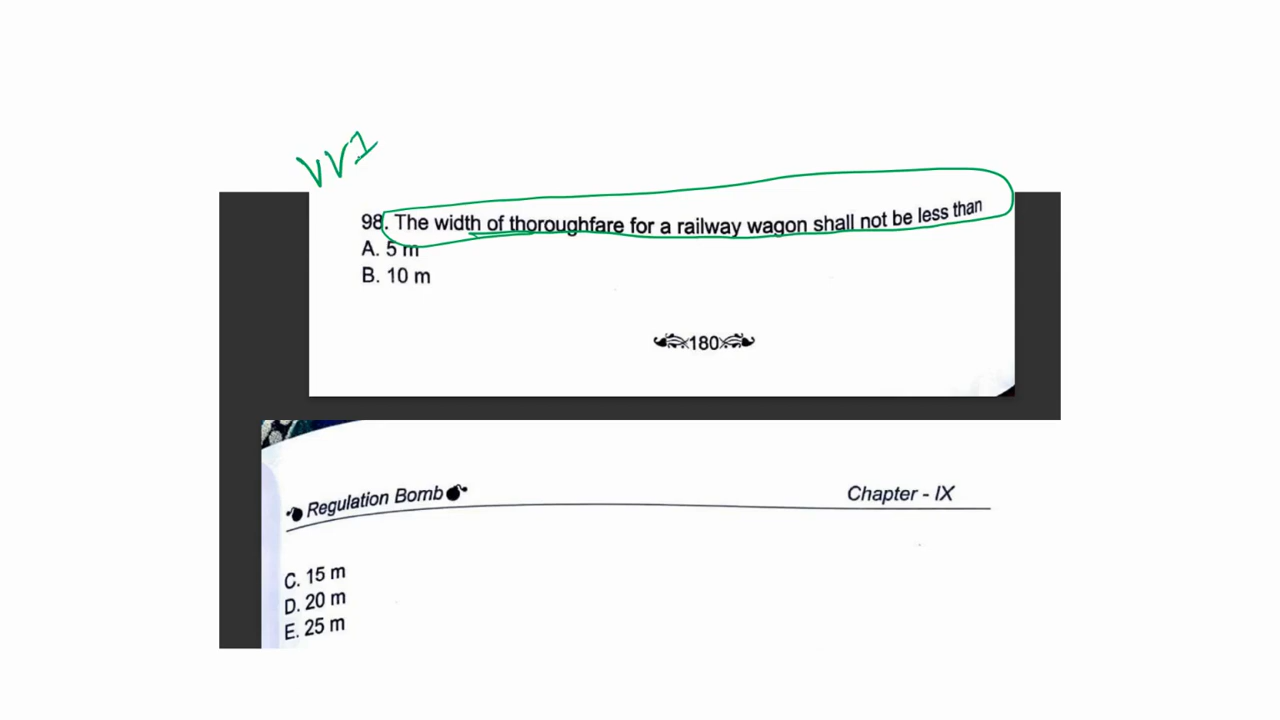 VV1
98. The width of thoroughfare for a railway wagon shall not be less than
A. 5 m
B. 10 m
180
Regulation Bomb
Chapter - IX
C. 15 m
D. 20 m
E. 25 m